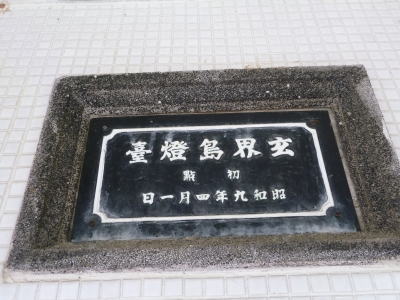 玄界島燈臺
初點
昭和九年四月一日